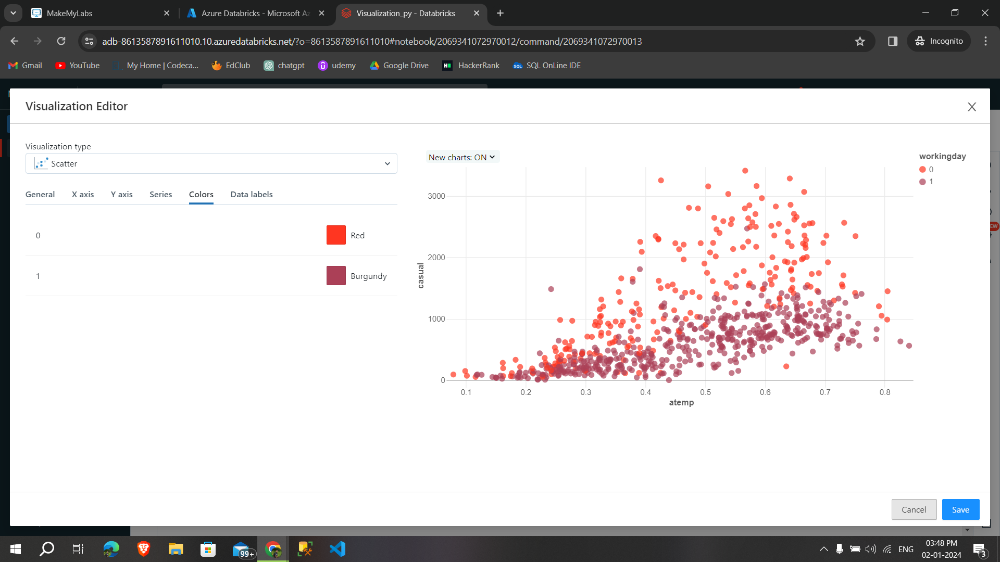 MakeMyLabs
Azure Databricks - Microsoft Az
Visualization_py - Databricks
adb-8613587891611010.10.azuredatabricks.net/?o=8613587891611010#notebook/2069341072970012/command/2069341072970013
Incognito
Gmail
YouTube
My Home | Codeca...
EdClub
chatgpt
udemy
Google Drive
HackerRank
SQL OnLine IDE
Visualization Editor
Visualization type
Scatter
General X axis Y axis Series Colors Data labels
0 Red
1 Burgundy
New charts: ON
workingday
0
1
3000
2000
1000
0
casual
0.1 0.2 0.3 0.4 0.5 0.6 0.7 0.8
atemp
Cancel Save
99+
ENG
03:48 PM
02-01-2024
3